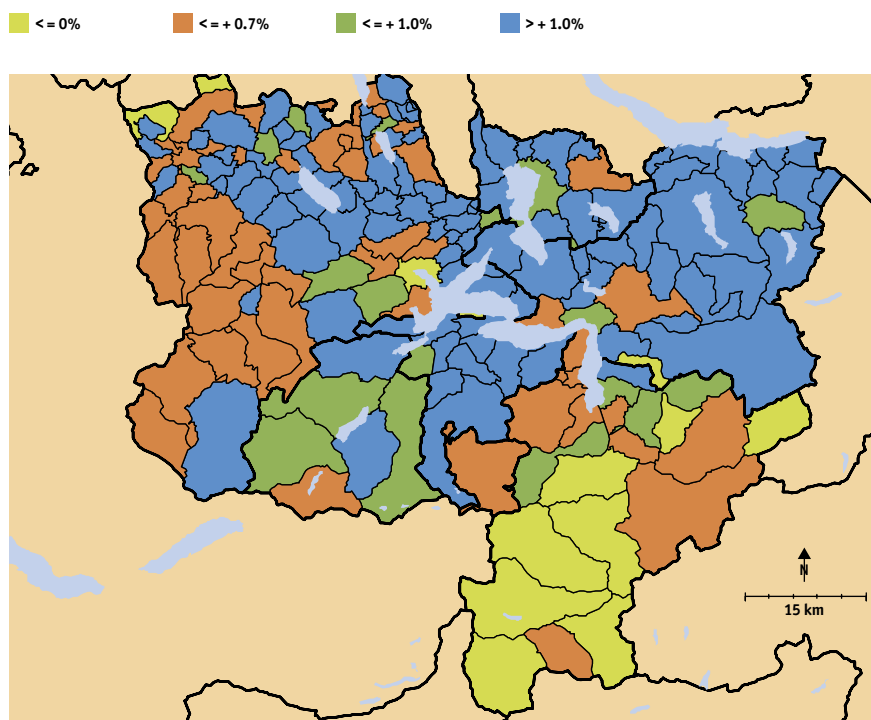 <= 0% <= + 0.7% <= + 1.0% > + 1.0%
N
15 km